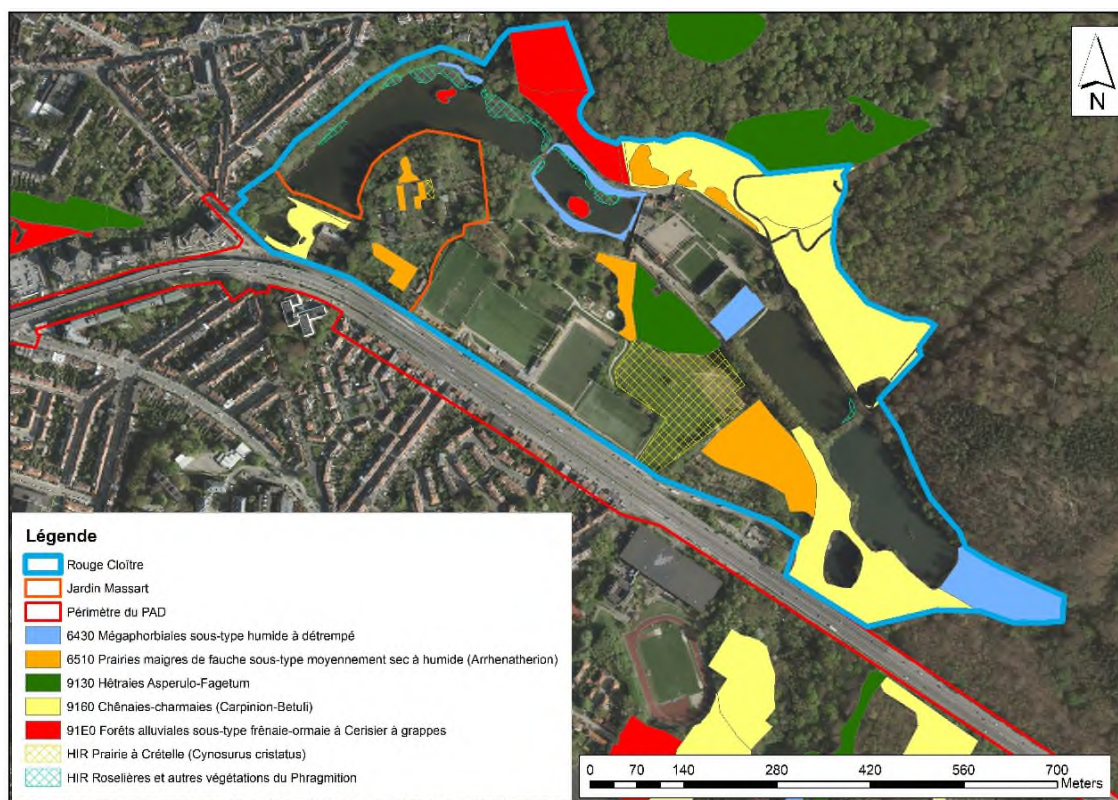 N
Légende
Rouge Cloître
Jardin Massart
Périmètre du PAD
6430 Mégaphorbiales sous-type humide à détrempé
6510 Prairies maigres de fauche sous-type moyennement sec à humide (Arrhenatherion)
9130 Hétraies Asperulo-Fagetum
9160 Chênaies-charmaies (Carpinion-Betuli)
91E0 Forêts alluviales sous-type frênaie-ormaie à Cerisier à grappes
HIR Prairie à Crételle (Cynosurus cristatus)
HIR Roselières et autres végétations du Phragmition
0 70 140 280 420 560 700
Meters